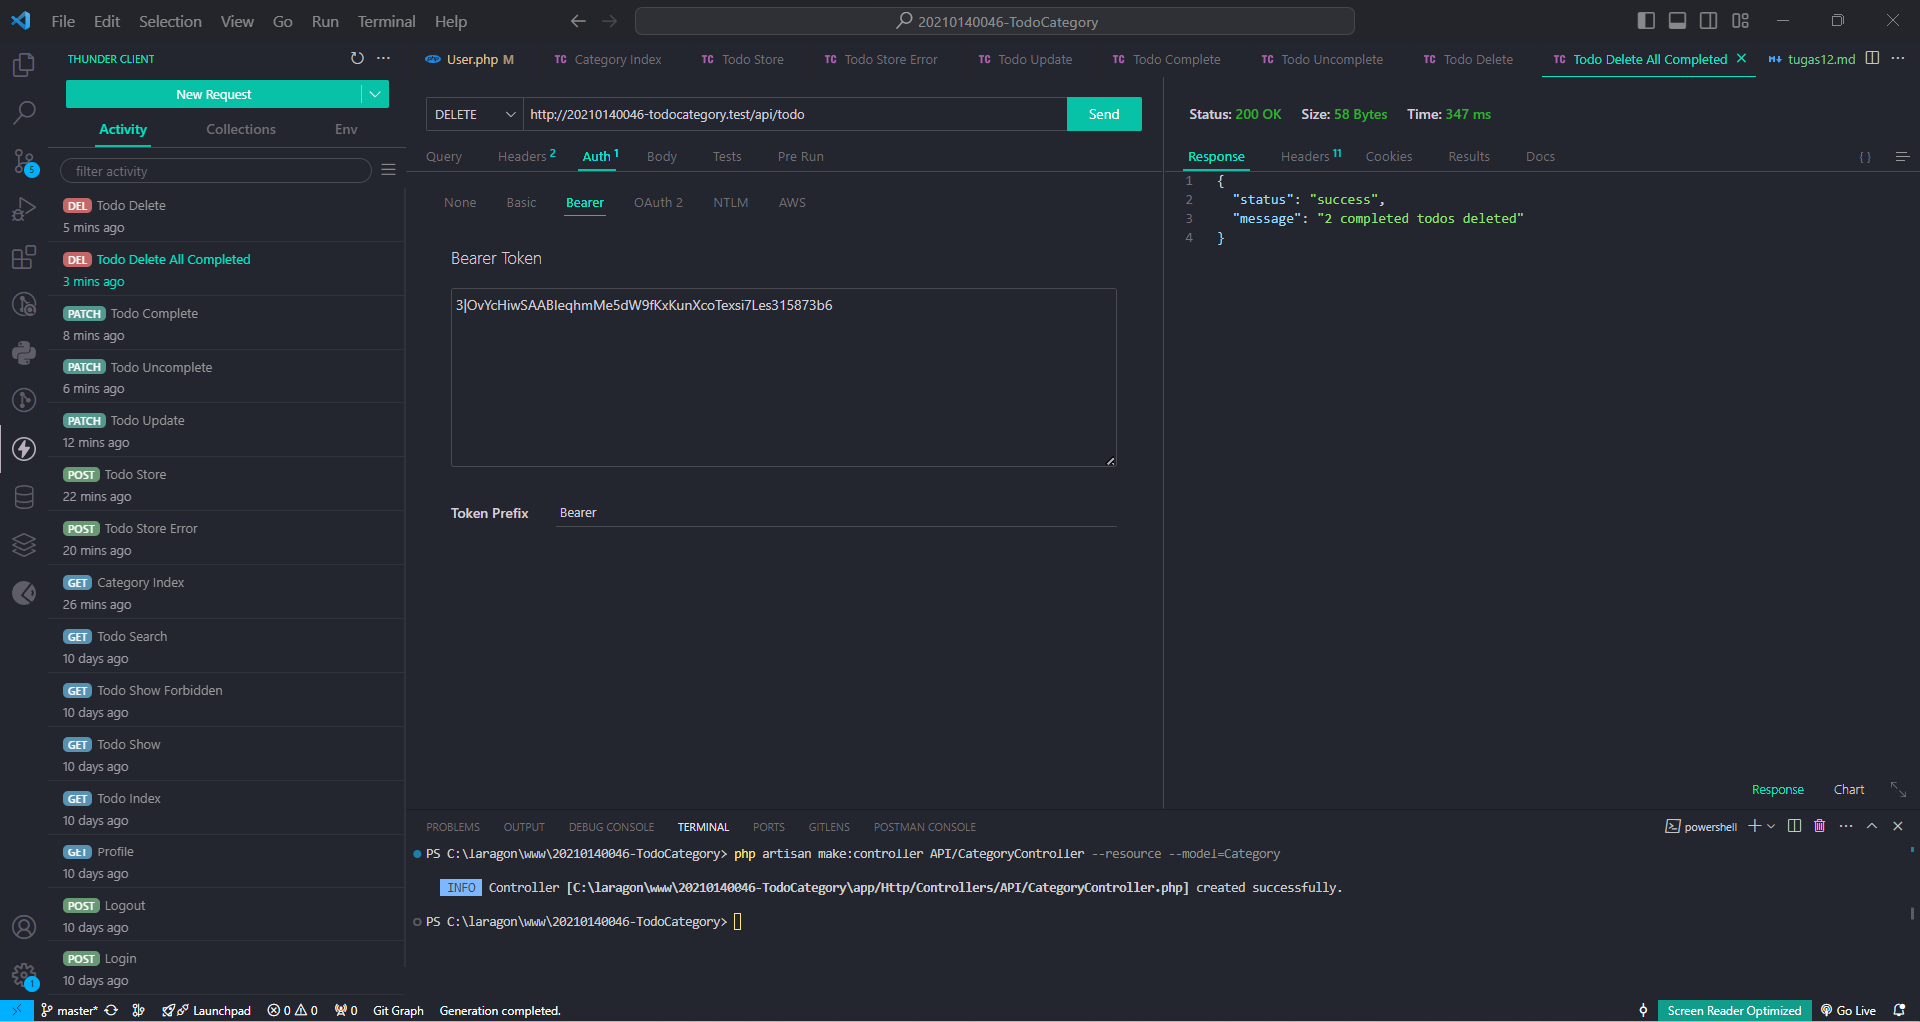 File Edit Selection View Go Run Terminal Help
20210140046-TodoCategory
THUNDER CLIENT
New Request
Activity Collections Env
filter activity
DEL Todo Delete
5 mins ago
DEL Todo Delete All Completed
3 mins ago
PATCH Todo Complete
8 mins ago
PATCH Todo Uncomplete
6 mins ago
PATCH Todo Update
12 mins ago
POST Todo Store
22 mins ago
POST Todo Store Error
20 mins ago
GET Category Index
26 mins ago
GET Todo Search
10 days ago
GET Todo Show Forbidden
10 days ago
GET Todo Show
10 days ago
GET Todo Index
10 days ago
GET Profile
10 days ago
POST Logout
10 days ago
POST Login
10 days ago
5
1
php User.php M TC Category Index TC Todo Store TC Todo Store Error TC Todo Update TC Todo Complete TC Todo Uncomplete TC Todo Delete TC Todo Delete All Completed tugas12.md
DELETE http://20210140046-todocategory.test/api/todo Send
Query Headers 2 Auth 1 Body Tests Pre Run
None Basic Bearer OAuth 2 NTLM AWS
Bearer Token
3|OvYcHiwSAABIeqhmMe5dW9fKxKunXcoTexsi7Les315873b6
Token Prefix Bearer
Status: 200 OK Size: 58 Bytes Time: 347 ms
Response Headers 11 Cookies Results Docs { }
1 {
2 "status": "success",
3 "message": "2 completed todos deleted"
4 }
Response Chart
PROBLEMS OUTPUT DEBUG CONSOLE TERMINAL PORTS GITLENS POSTMAN CONSOLE
powershell
PS C:\laragon\www\20210140046-TodoCategory> php artisan make:controller API/CategoryController --resource --model=Category
INFO Controller [C:\laragon\www\20210140046-TodoCategory\app/Http/Controllers/API/CategoryController.php] created successfully.
PS C:\laragon\www\20210140046-TodoCategory>
master* Launchpad 0 0 0 Git Graph Generation completed.
Screen Reader Optimized Go Live